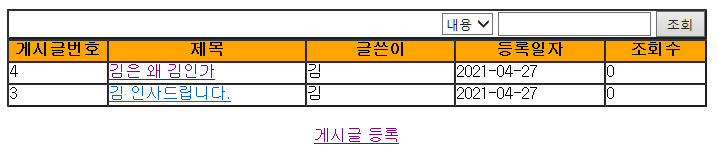 내용 조회
게시글번호 제목 글쓴이 등록일자 조회수
4 김은 왜 김인가 김 2021-04-27 0
3 김 인사드립니다. 김 2021-04-27 0
게시글 등록